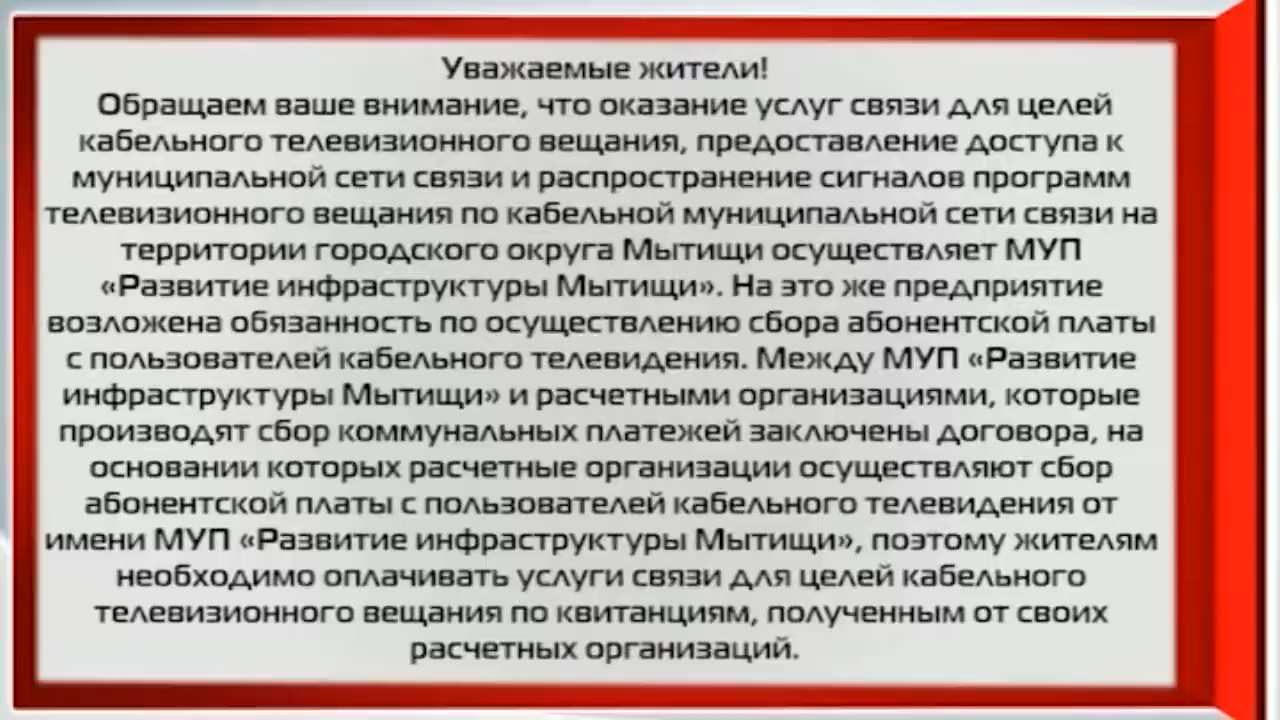 Уважаемые жители!
Обращаем ваше внимание, что оказание услуг связи для целей
кабельного телевизионного вещания, предоставление доступа к
муниципальной сети связи и распространение сигналов программ
телевизионного вещания по кабельной муниципальной сети связи на
территории городского округа Мытищи осуществляет МУП
«Развитие инфраструктуры Мытищи». На это же предприятие
возложена обязанность по осуществлению сбора абонентской платы
с пользователей кабельного телевидения. Между МУП «Развитие
инфраструктуры Мытищи» и расчетными организациями, которые
производят сбор коммунальных платежей заключены договора, на
основании которых расчетные организации осуществляют сбор
абонентской платы с пользователей кабельного телевидения от
имени МУП «Развитие инфраструктуры Мытищи», поэтому жителям
необходимо оплачивать услуги связи для целей кабельного
телевизионного вещания по квитанциям, полученным от своих
расчетных организаций.